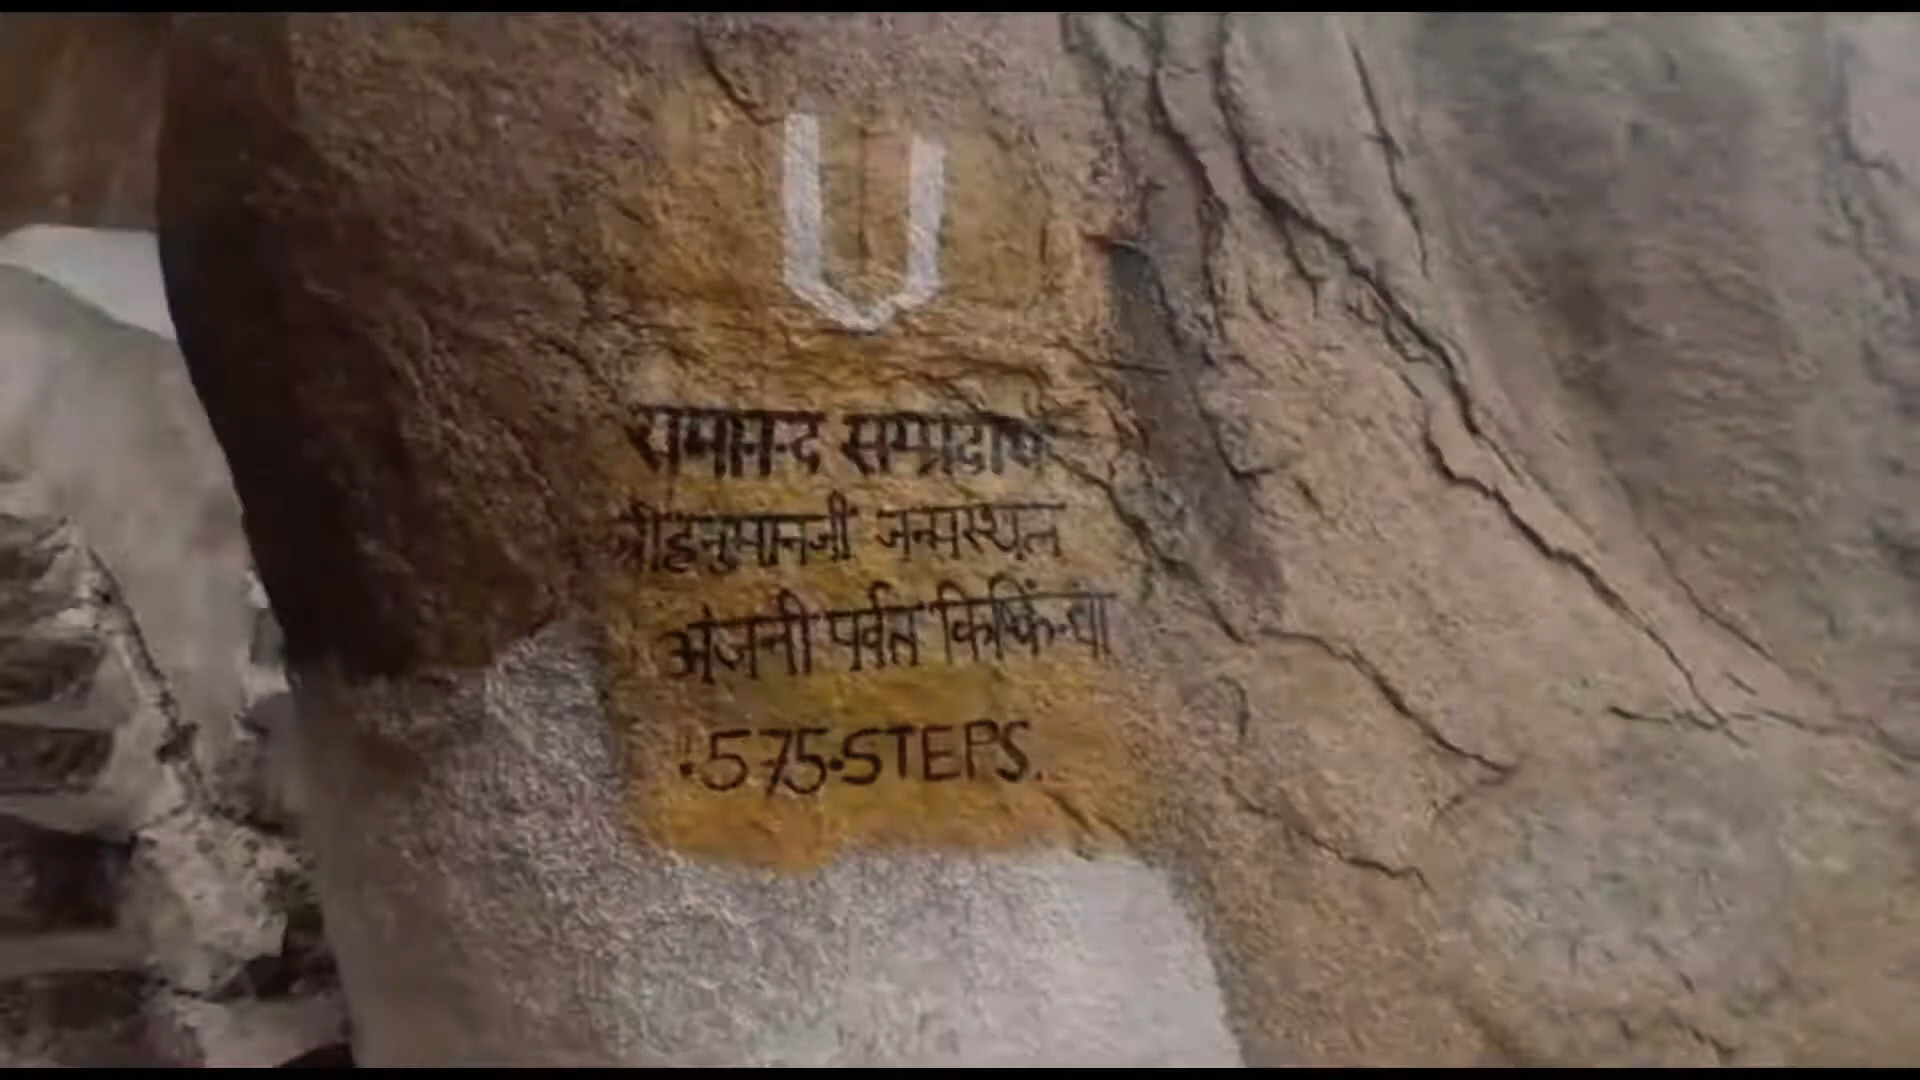 रामानन्द सम्प्रदाय
श्रीहनुमानजी जन्मस्थल
अंजनी पर्वत किष्किंन्धा
.575.STEPS.